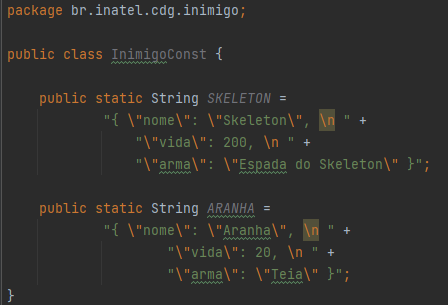 package br.inatel.cdg.inimigo;
public class InimigoConst {
public static String SKELETON =
"{ \"nome\": \"Skeleton\", \n " +
"\"vida\": 200, \n " +
"\"arma\": \"Espada do Skeleton\" }";
public static String ARANHA =
"{ \"nome\": \"Aranha\", \n " +
"\"vida\": 20, \n " +
"\"arma\": \"Teia\" }";
}